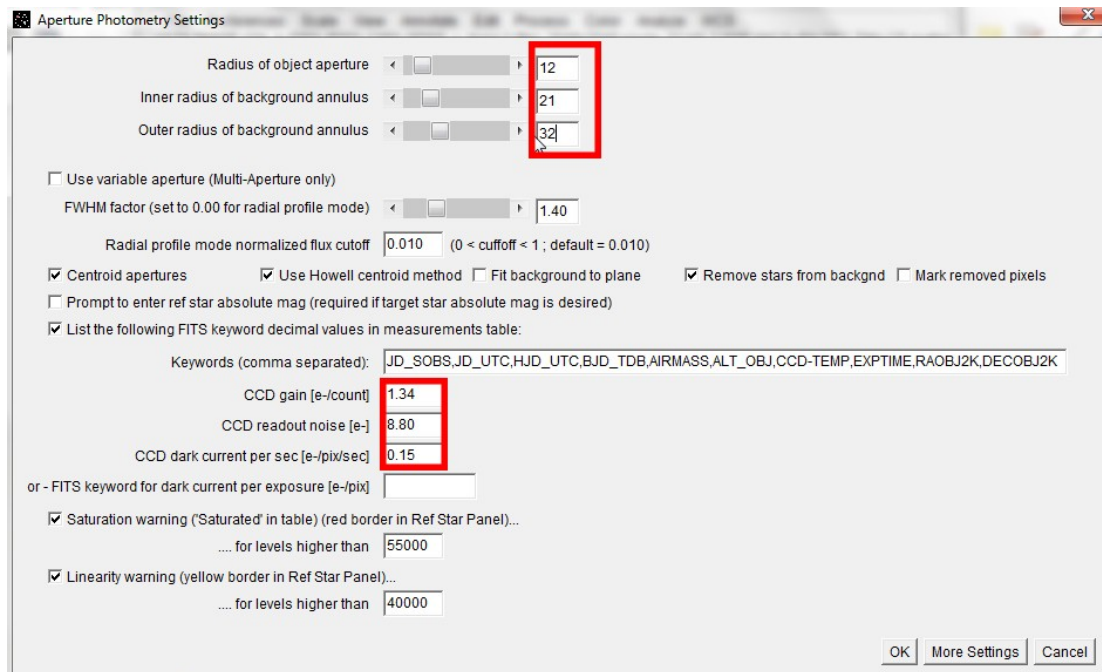 Aperture Photometry Settings
Radius of object aperture 12
Inner radius of background annulus 21
Outer radius of background annulus 32
Use variable aperture (Multi-Aperture only)
FWHM factor (set to 0.00 for radial profile mode) 1.40
Radial profile mode normalized flux cutoff 0.010 (0 < cuffoff < 1 ; default = 0.010)
Centroid apertures Use Howell centroid method Fit background to plane Remove stars from backgnd Mark removed pixels
Prompt to enter ref star absolute mag (required if target star absolute mag is desired)
List the following FITS keyword decimal values in measurements table:
Keywords (comma separated): JD_SOBS,JD_UTC,HJD_UTC,BJD_TDB,AIRMASS,ALT_OBJ,CCD-TEMP,EXPTIME,RAOBJ2K,DECOBJ2K
CCD gain [e-/count] 1.34
CCD readout noise [e-] 8.80
CCD dark current per sec [e-/pix/sec] 0.15
or - FITS keyword for dark current per exposure [e-/pix]
Saturation warning ('Saturated' in table) (red border in Ref Star Panel)...
.... for levels higher than 55000
Linearity warning (yellow border in Ref Star Panel)...
.... for levels higher than 40000
OK More Settings Cancel